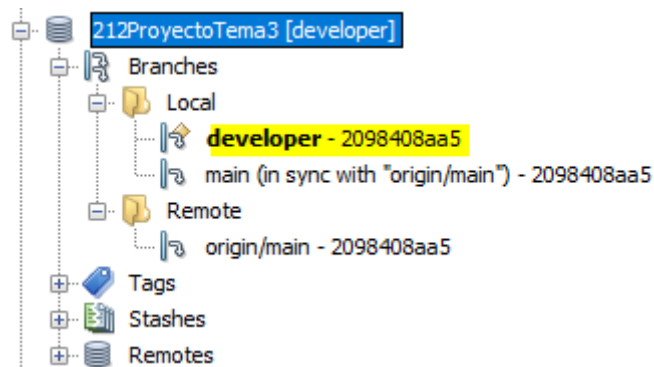 212ProyectoTema3 [developer]
Branches
Local
developer - 2098408aa5
main (in sync with "origin/main") - 2098408aa5
Remote
origin/main - 2098408aa5
Tags
Stashes
Remotes